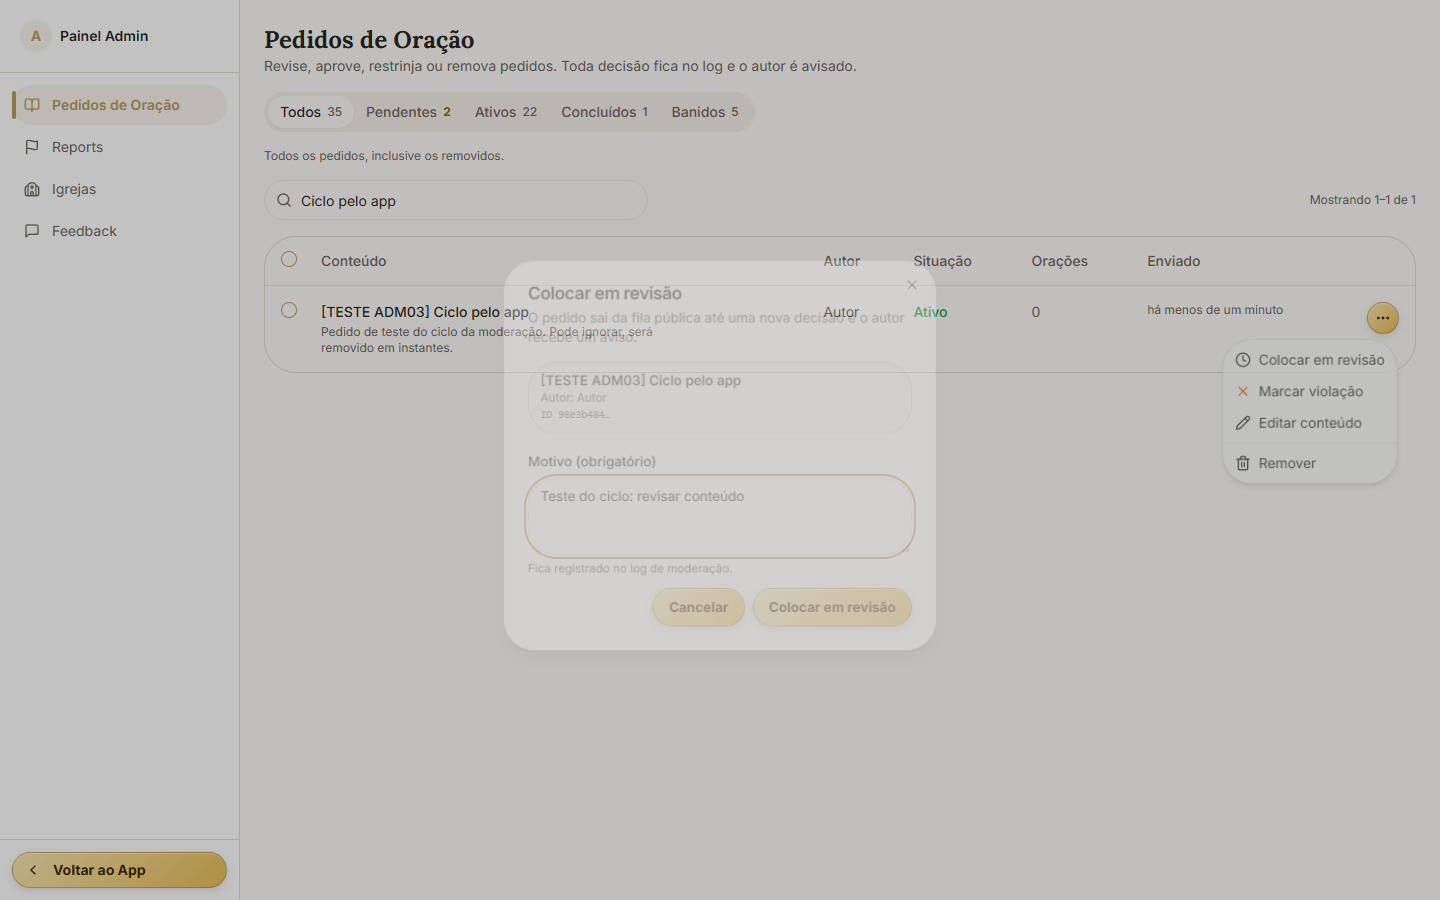 A
Painel Admin
Pedidos de Oração
Reports
Igrejas
Feedback
Voltar ao App
Pedidos de Oração
Revise, aprove, restrinja ou remova pedidos. Toda decisão fica no log e o autor é avisado.
Todos 35 Pendentes 2 Ativos 22 Concluídos 1 Banidos 5
Todos os pedidos, inclusive os removidos.
Ciclo pelo app
Mostrando 1–1 de 1
Conteúdo Autor Situação Orações Enviado
[TESTE ADM03] Ciclo pelo app Autor Ativo 0 há menos de um minuto
Pedido de teste do ciclo da moderação. Pode ignorar, será
removido em instantes.
Colocar em revisão
Marcar violação
Editar conteúdo
Remover
Colocar em revisão
O pedido sai da fila pública até uma nova decisão e o autor
recebe um aviso.
[TESTE ADM03] Ciclo pelo app
Autor: Autor
ID 98e3b484…
Motivo (obrigatório)
Teste do ciclo: revisar conteúdo
Fica registrado no log de moderação.
Cancelar Colocar em revisão